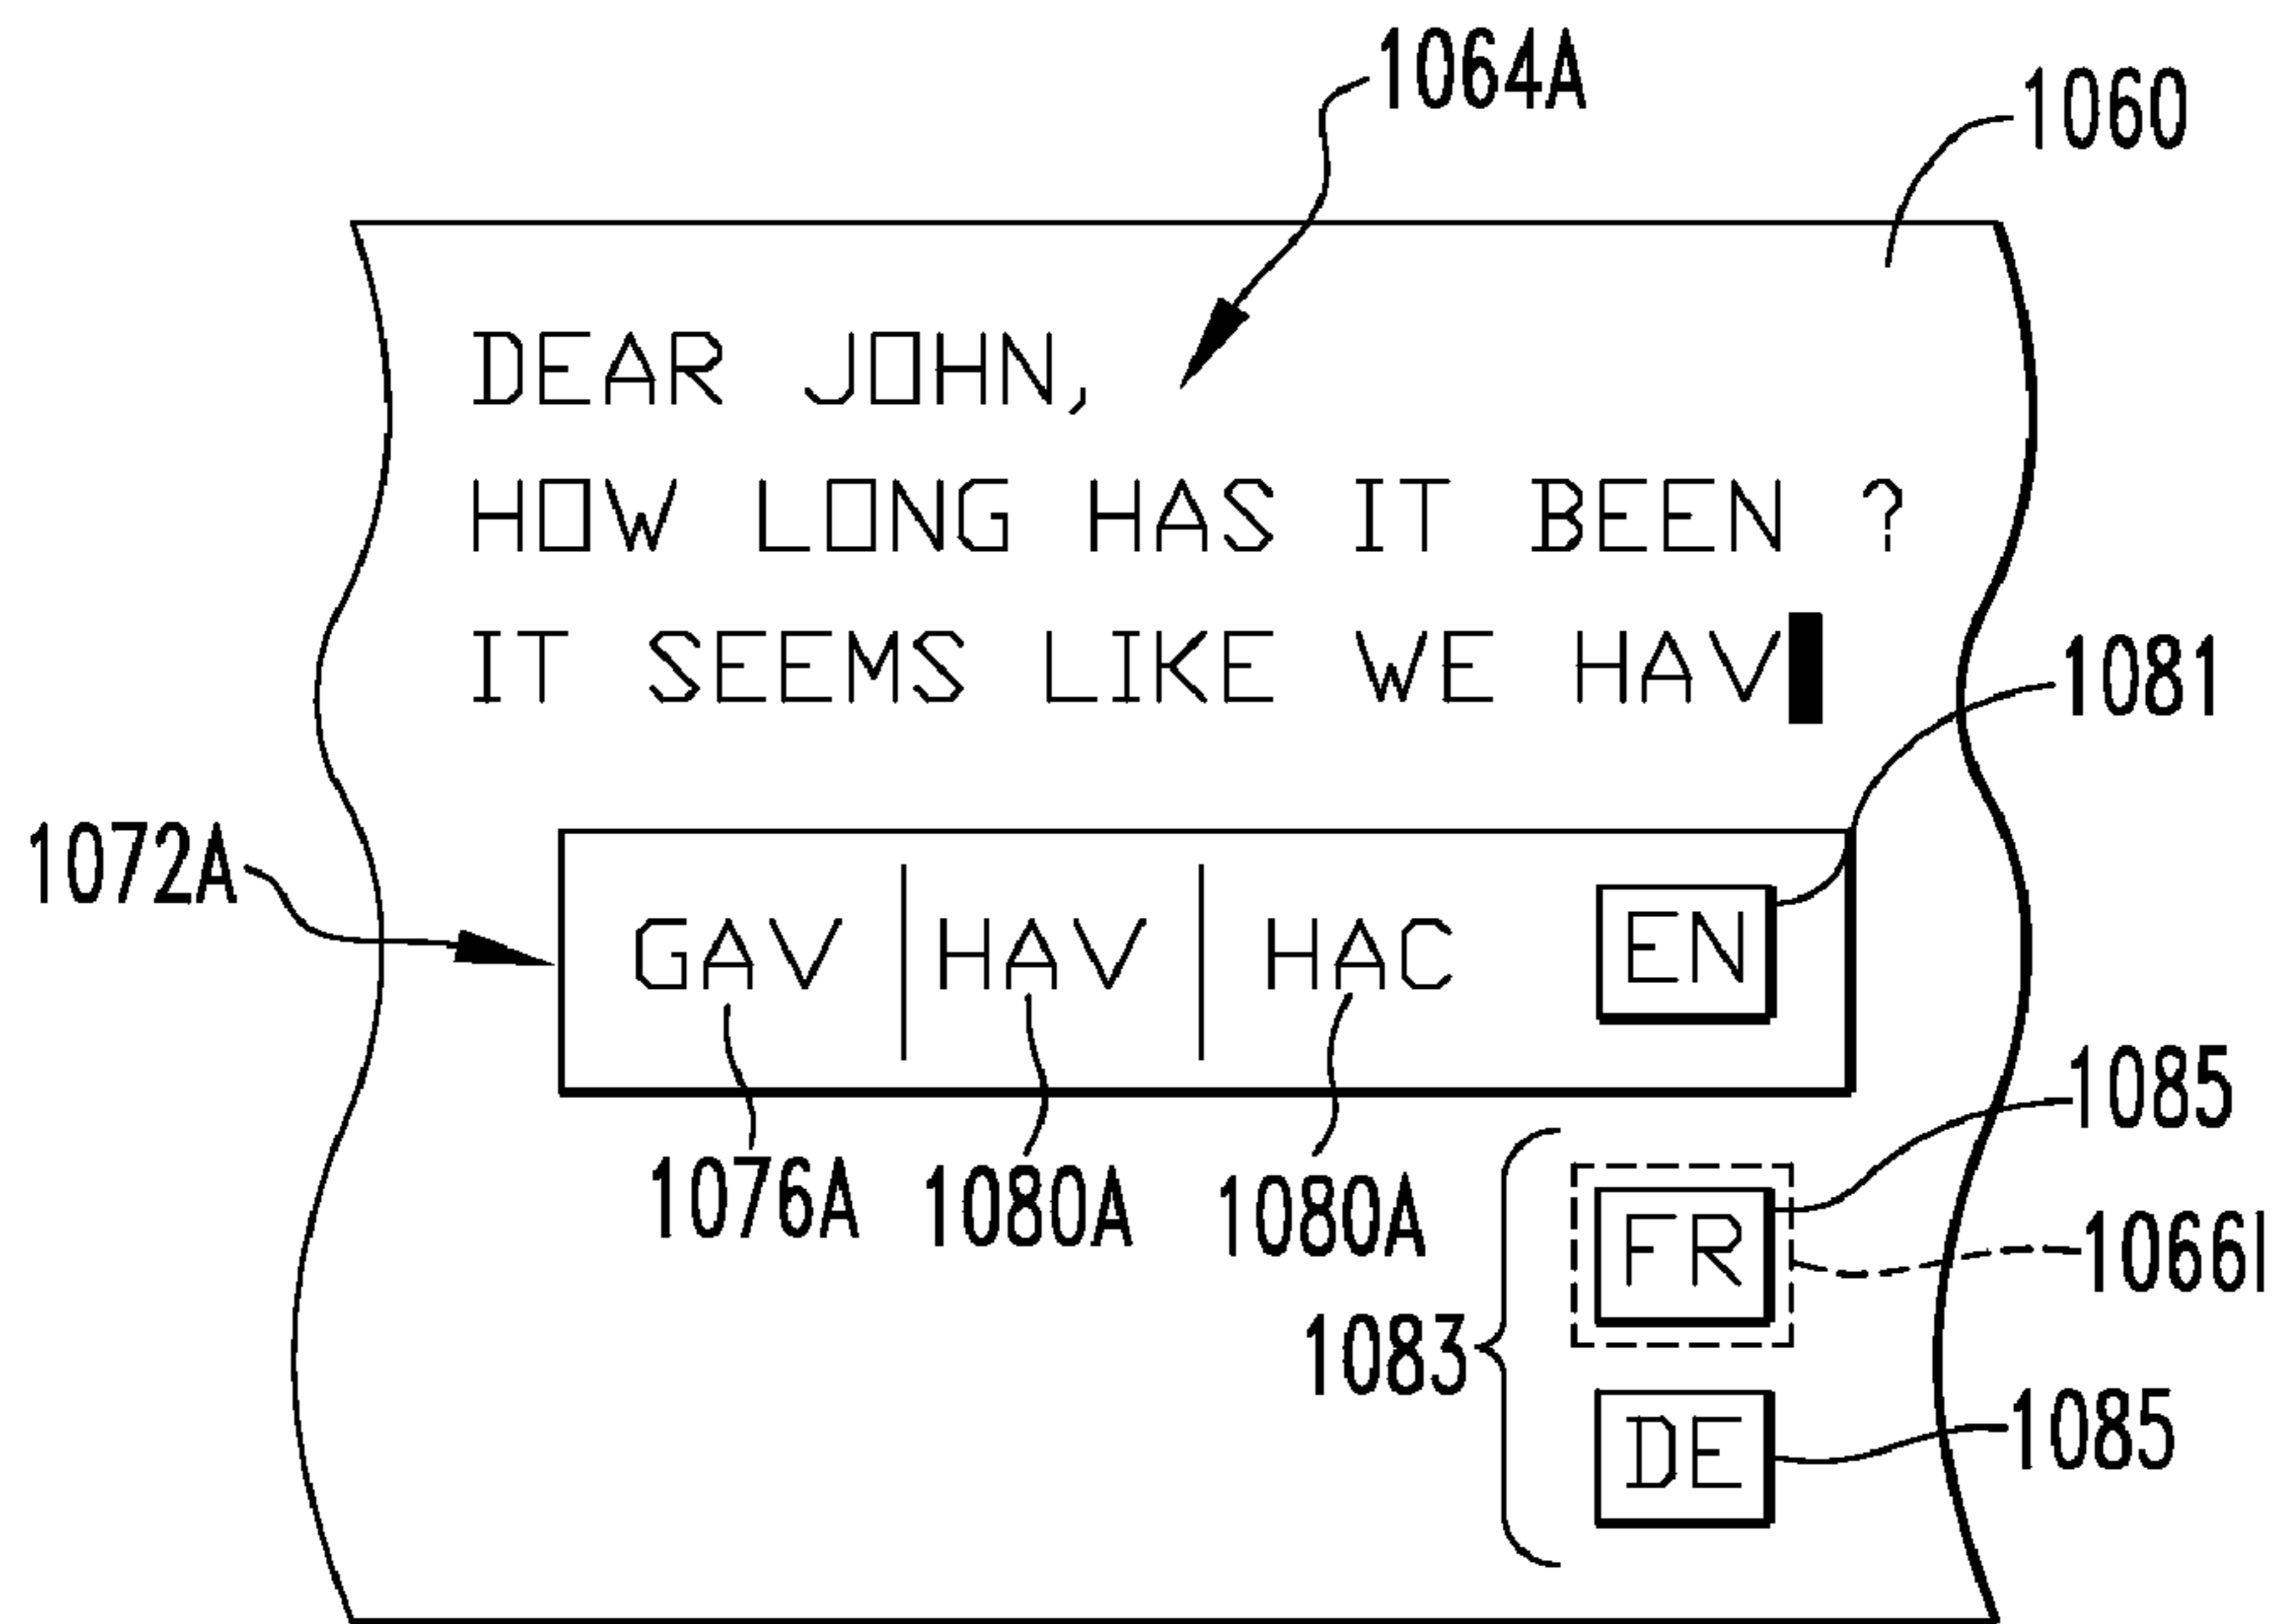 1064A
1060
DEAR JOHN,
HOW LONG HAS IT BEEN ?
IT SEEMS LIKE WE HAV
1081
1072A
GAV HAV HAC EN
1085
1076A 1080A 1080A
FR
1066I
1083
DE
1085